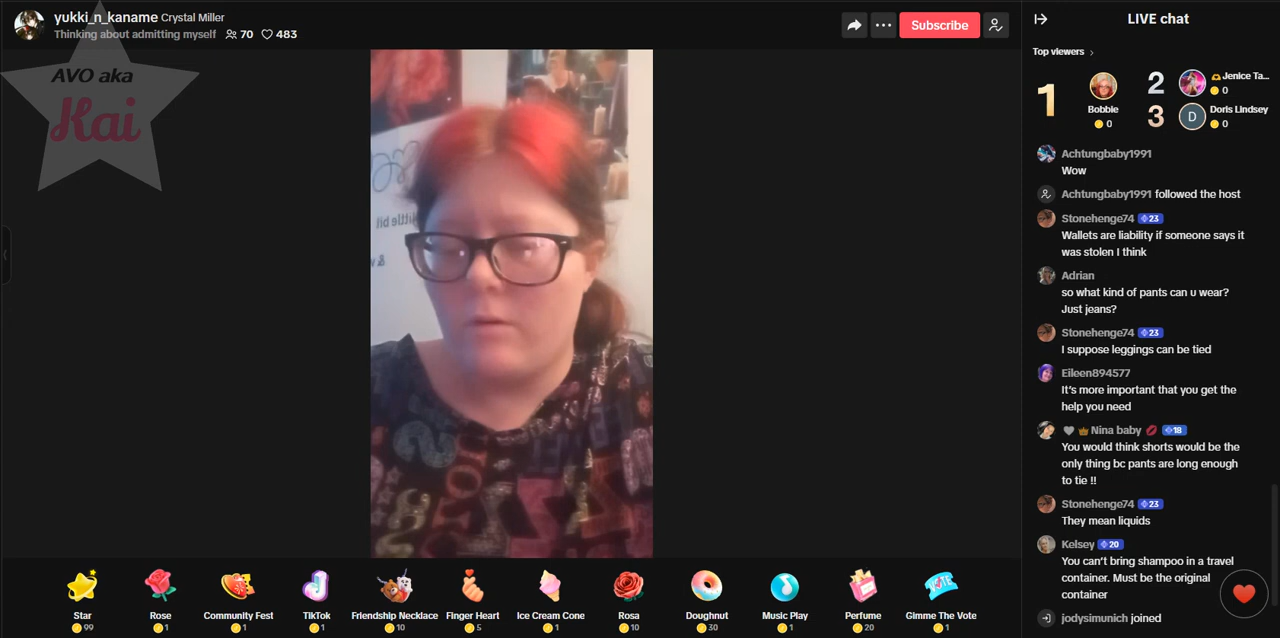 yukki_n_kaname Crystal Miller
Thinking about admitting myself 70 483
Subscribe
LIVE chat
AVO aka
Kai
Top viewers
1
Bobbie
0
2
Jenice Ta...
0
3
D
Doris Lindsey
0
Achtungbaby1991
Wow
Achtungbaby1991 followed the host
Stonehenge74 23
Wallets are liability if someone says it
was stolen I think
Adrian
so what kind of pants can u wear?
Just jeans?
Stonehenge74 23
I suppose leggings can be tied
Eileen894577
It's more important that you get the
help you need
Nina baby 18
You would think shorts would be the
only thing bc pants are long enough
to tie !!
Stonehenge74 23
They mean liquids
Kelsey 20
You can't bring shampoo in a travel
container. Must be the original
container
jodysimunich joined
Star
99
Rose
1
Community Fest
1
TikTok
1
Friendship Necklace
10
Finger Heart
5
Ice Cream Cone
1
Rosa
10
Doughnut
30
Music Play
1
Perfume
20
Gimme The Vote
1